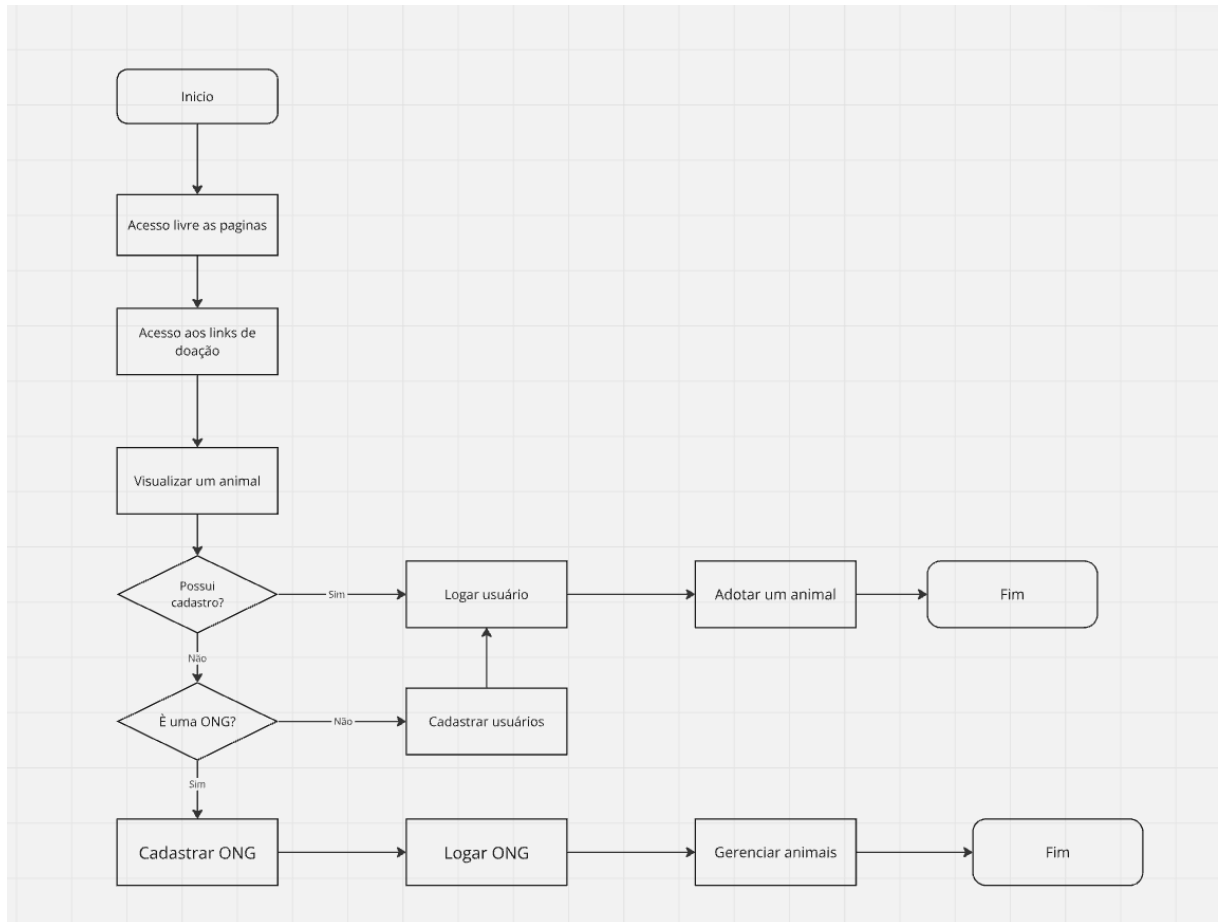 Inicio
Acesso livre as paginas
Acesso aos links de
doação
Visualizar um animal
Possui
cadastro?
Sim
Logar usuário
Adotar um animal
Fim
Não
È uma ONG?
Não
Cadastrar usuários
Sim
Cadastrar ONG
Logar ONG
Gerenciar animais
Fim